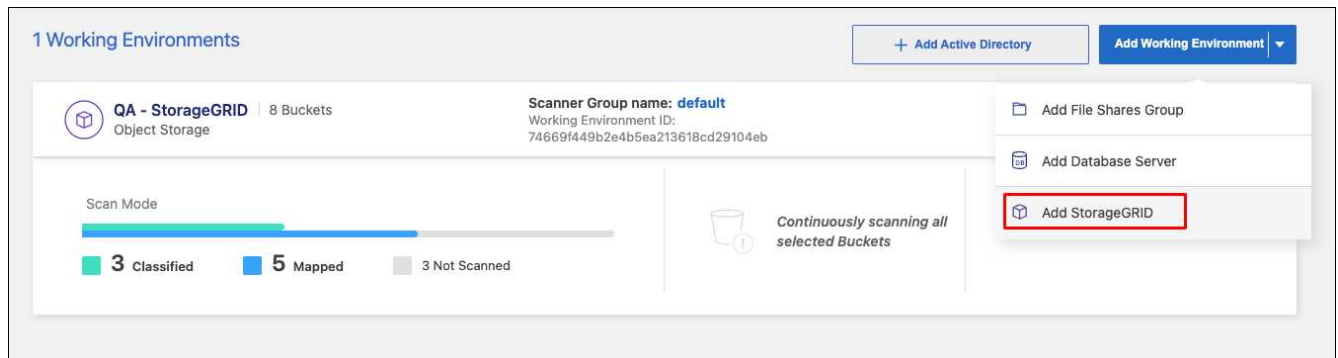 1 Working Environments
+ Add Active Directory
Add Working Environment
QA - StorageGRID
8 Buckets
Object Storage
Scanner Group name: default
Working Environment ID:
74669f449b2e4b5ea213618cd29104eb
Add File Shares Group
DB
Add Database Server
Add StorageGRID
Scan Mode
3 Classified
5 Mapped
3 Not Scanned
Continuously scanning all
selected Buckets